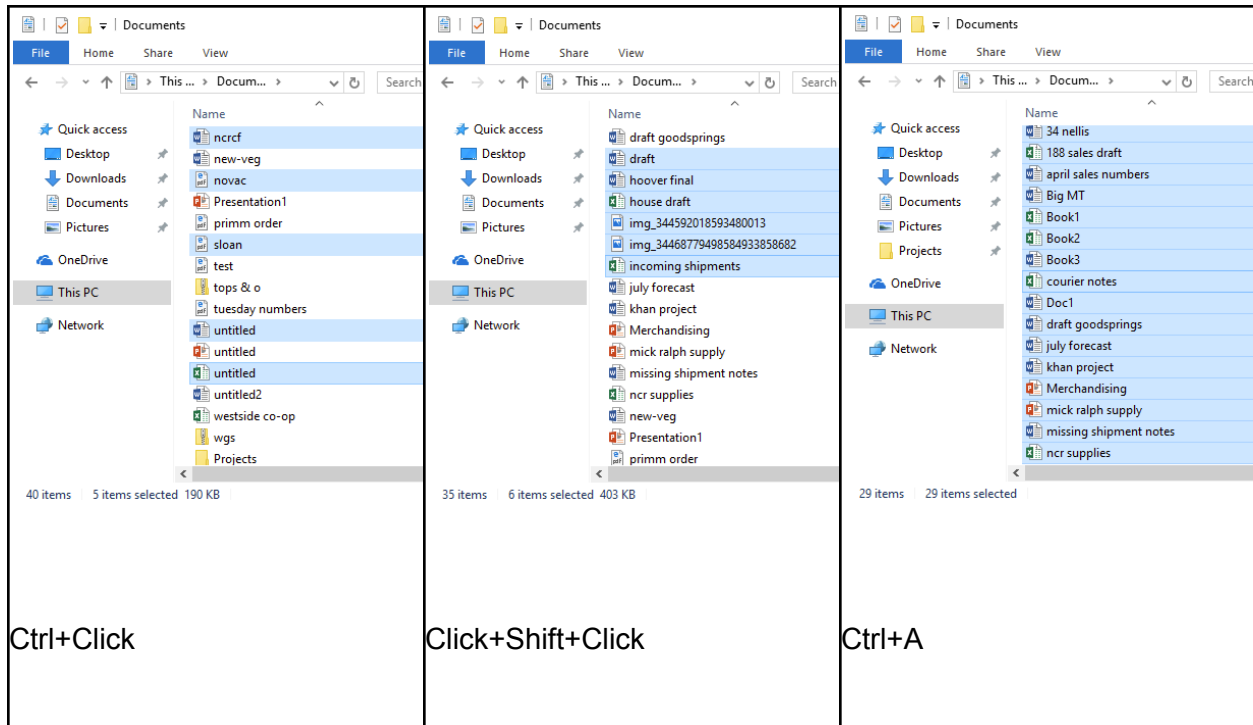 Documents
File Home Share View
This ... > Docum... >
Search
Name
Quick access
Desktop
Downloads
Documents
Pictures
OneDrive
This PC
Network
ncrcf
new-veg
novac
Presentation1
primm order
sloan
test
tops & o
tuesday numbers
untitled
untitled
untitled
untitled2
westside co-op
wgs
Projects
40 items 5 items selected 190 KB
Ctrl+Click
Documents
File Home Share View
This ... > Docum... >
Search
Name
Quick access
Desktop
Downloads
Documents
Pictures
OneDrive
This PC
Network
draft goodsprings
draft
hoover final
house draft
img_344592018593480013
img_34468779498584933858682
incoming shipments
july forecast
khan project
Merchandising
mick ralph supply
missing shipment notes
ncr supplies
new-veg
Presentation1
primm order
35 items 6 items selected 403 KB
Click+Shift+Click
Documents
File Home Share View
This ... > Docum... >
Search
Name
Quick access
Desktop
Downloads
Documents
Pictures
Projects
OneDrive
This PC
Network
34 nellis
188 sales draft
april sales numbers
Big MT
Book1
Book2
Book3
courier notes
Doc1
draft goodsprings
july forecast
khan project
Merchandising
mick ralph supply
missing shipment notes
ncr supplies
29 items 29 items selected
Ctrl+A